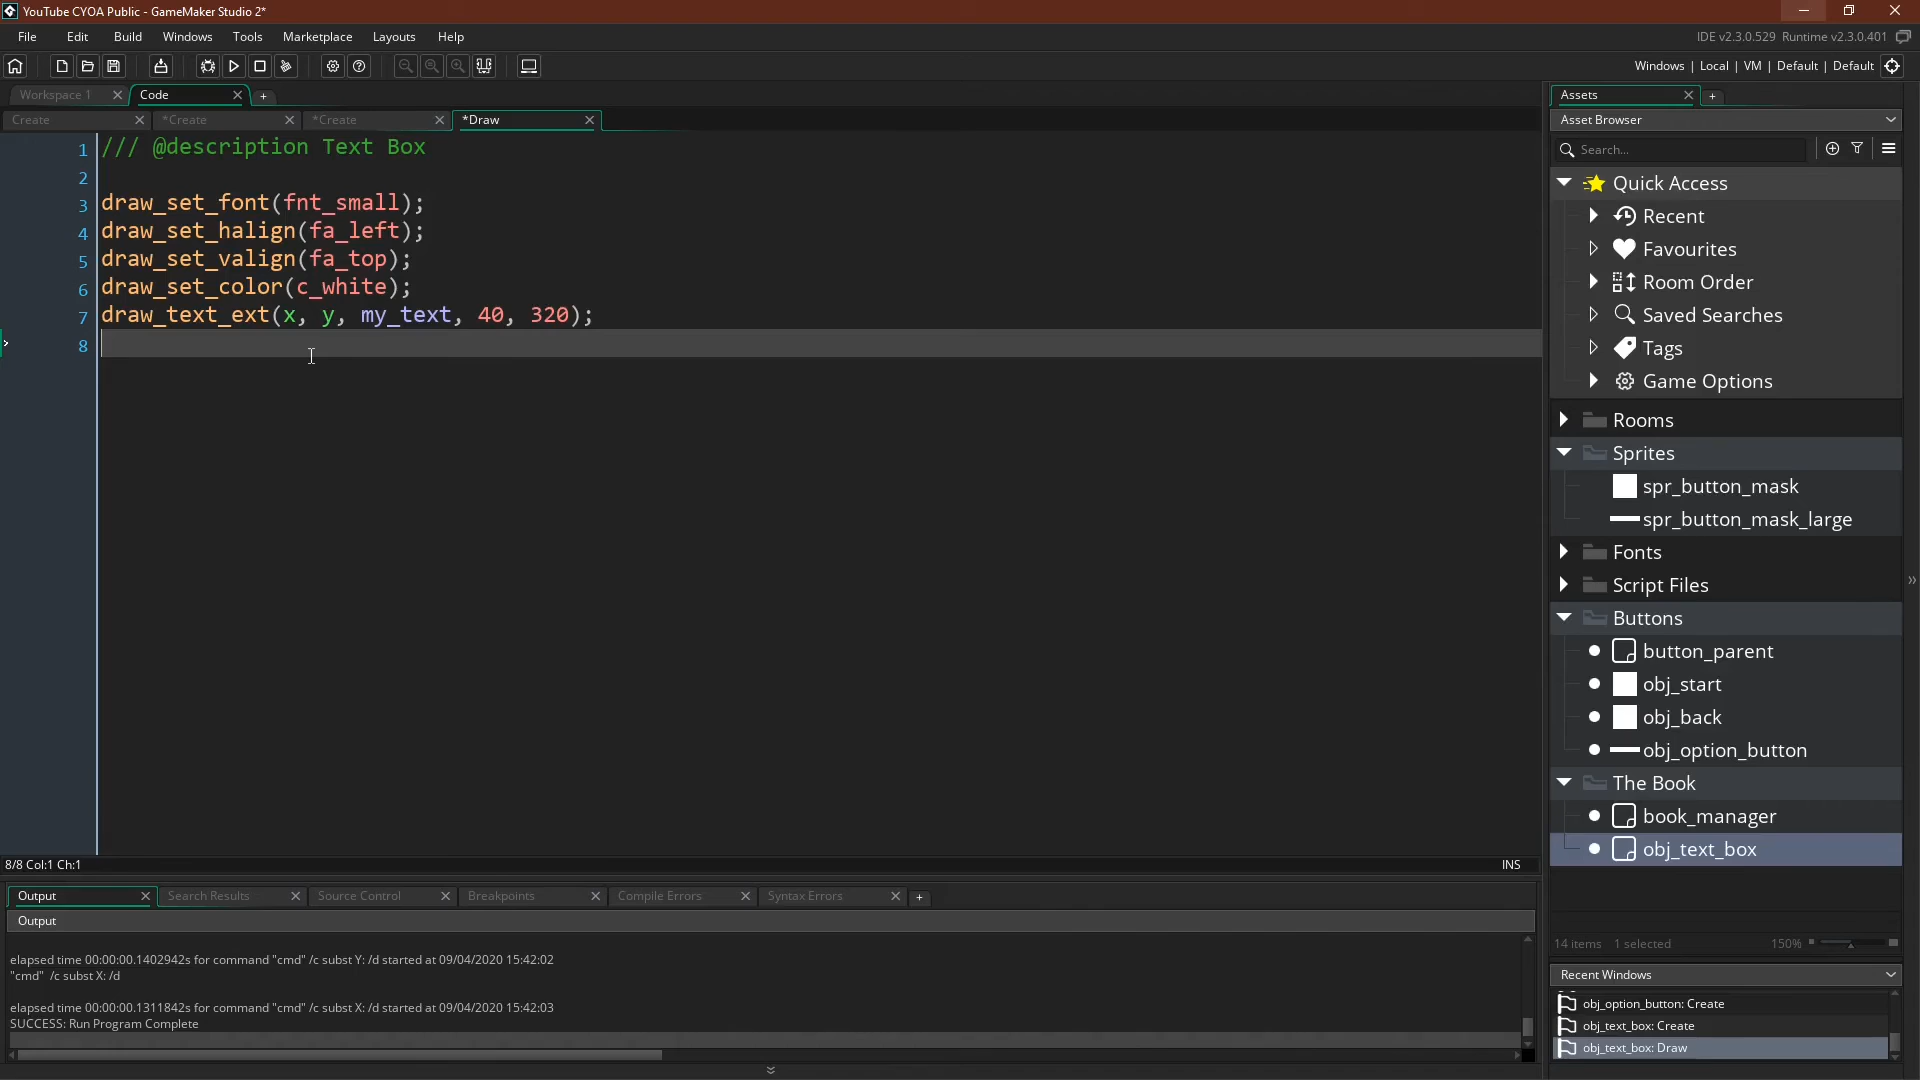 YouTube CYOA Public - GameMaker Studio 2*
File Edit Build Windows Tools Marketplace Layouts Help
IDE v2.3.0.529 Runtime v2.3.0.401
Windows | Local | VM | Default | Default
Workspace 1
Code
Create
*Create
*Create
*Draw
1 /// @description Text Box
2
3 draw_set_font(fnt_small);
4 draw_set_halign(fa_left);
5 draw_set_valign(fa_top);
6 draw_set_color(c_white);
7 draw_text_ext(x, y, my_text, 40, 320);
8
8/8 Col:1 Ch:1
INS
Output
Search Results
Source Control
Breakpoints
Compile Errors
Syntax Errors
Output
elapsed time 00:00:00.1402942s for command "cmd" /c subst Y: /d started at 09/04/2020 15:42:02
"cmd"  /c subst X: /d
elapsed time 00:00:00.1311842s for command "cmd" /c subst X: /d started at 09/04/2020 15:42:03
SUCCESS: Run Program Complete
Assets
Asset Browser
Search...
Quick Access
Recent
Favourites
Room Order
Saved Searches
Tags
Game Options
Rooms
Sprites
spr_button_mask
spr_button_mask_large
Fonts
Script Files
Buttons
button_parent
obj_start
obj_back
obj_option_button
The Book
book_manager
obj_text_box
14 items 1 selected
150%
Recent Windows
obj_option_button: Create
obj_text_box: Create
obj_text_box: Draw